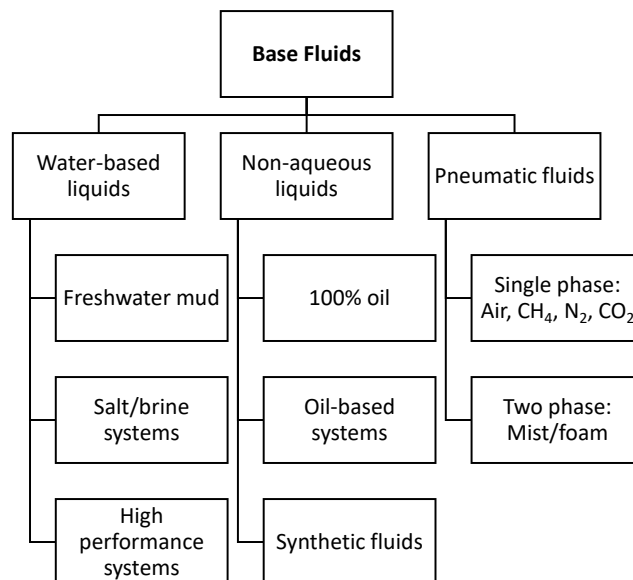 Base Fluids
Water-based
liquids
Non-aqueous
liquids
Pneumatic fluids
Freshwater mud
100% oil
Single phase:
Air, CH₄, N₂, CO₂
Salt/brine
systems
Oil-based
systems
Two phase:
Mist/foam
High
performance
systems
Synthetic fluids